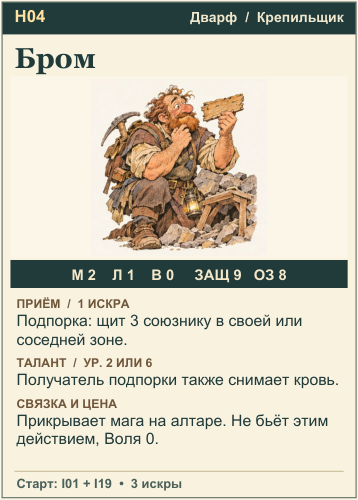 H04
Дварф / Крепильщик
Бром
М 2 Л 1 В 0 ЗАЩ 9 ОЗ 8
ПРИЁМ / 1 ИСКРА
Подпорка: щит 3 союзнику в своей или
соседней зоне.
ТАЛАНТ / УР. 2 ИЛИ 6
Получатель подпорки также снимает кровь.
СВЯЗКА И ЦЕНА
Прикрывает мага на алтаре. Не бьёт этим
действием, Воля 0.
Старт: I01 + I19 • 3 искры